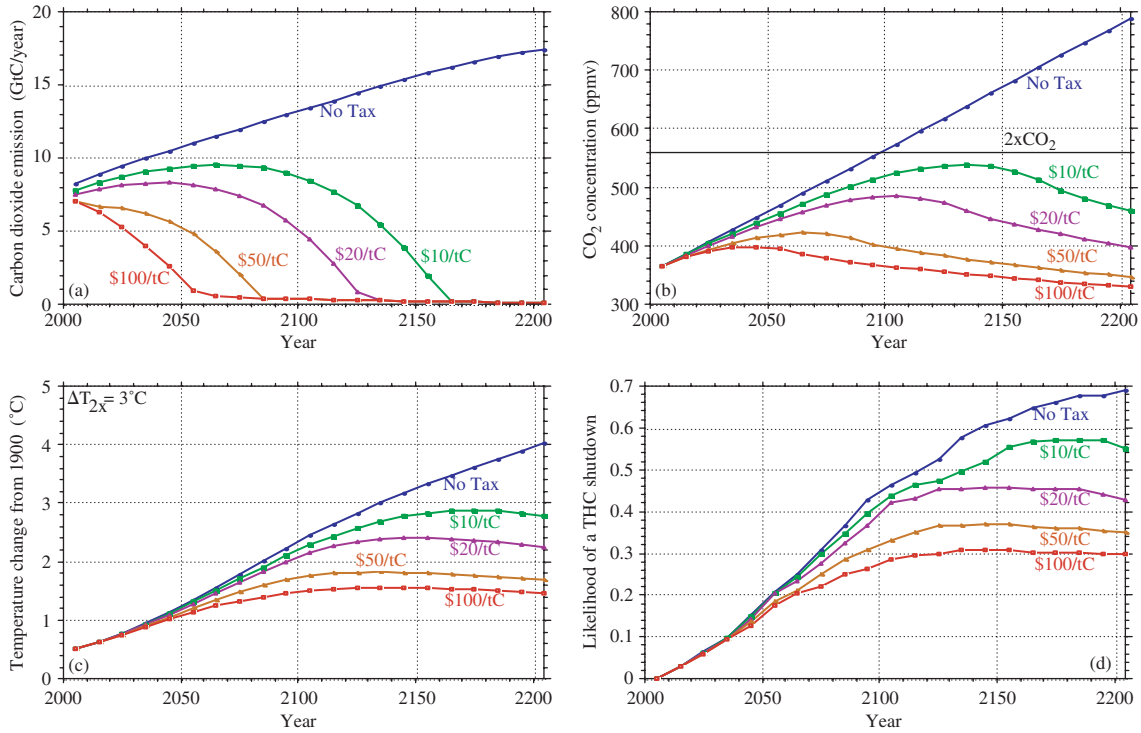 Carbon dioxide emission (GtC/year)
20
15
10
5
0
No Tax
$10/tC
$20/tC
$50/tC
$100/tC
(a)
2000
2050
2100
2150
2200
Year
CO2 concentration (ppmv)
800
700
600
500
400
300
No Tax
2xCO2
$10/tC
$20/tC
$50/tC
$100/tC
(b)
2000
2050
2100
2150
2200
Year
Temperature change from 1900 (˚C)
5
4
3
2
1
0
ΔT2x= 3˚C
No Tax
$10/tC
$20/tC
$50/tC
$100/tC
(c)
2000
2050
2100
2150
2200
Year
Likelihood of a THC shutdown
0.7
0.6
0.5
0.4
0.3
0.2
0.1
0
No Tax
$10/tC
$20/tC
$50/tC
$100/tC
(d)
2000
2050
2100
2150
2200
Year